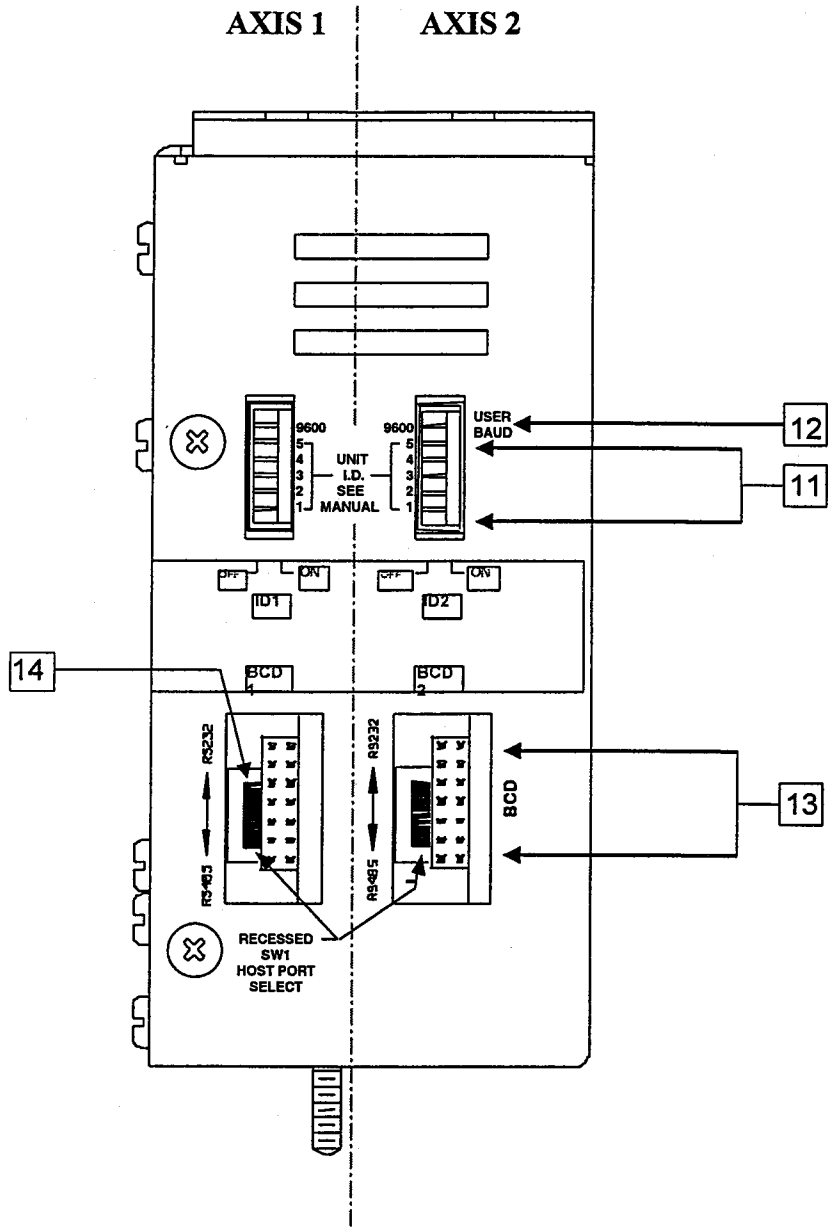 AXIS 1
AXIS 2
9600
5
4
3
2
1
UNIT
I.D.
SEE
MANUAL
9600
5
4
3
2
1
USER
BAUD
12
11
OFF
ON
ID1
OFF
ON
ID2
14
BCD
1
BCD
2
RS232
RS485
RS232
RS485
BCD
13
RECESSED
SW1
HOST PORT
SELECT